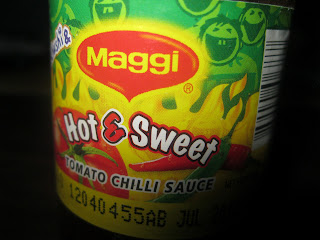 Maggi
®
Hot & Sweet
TOMATO CHILLI SAUCE
12040455AB JUL